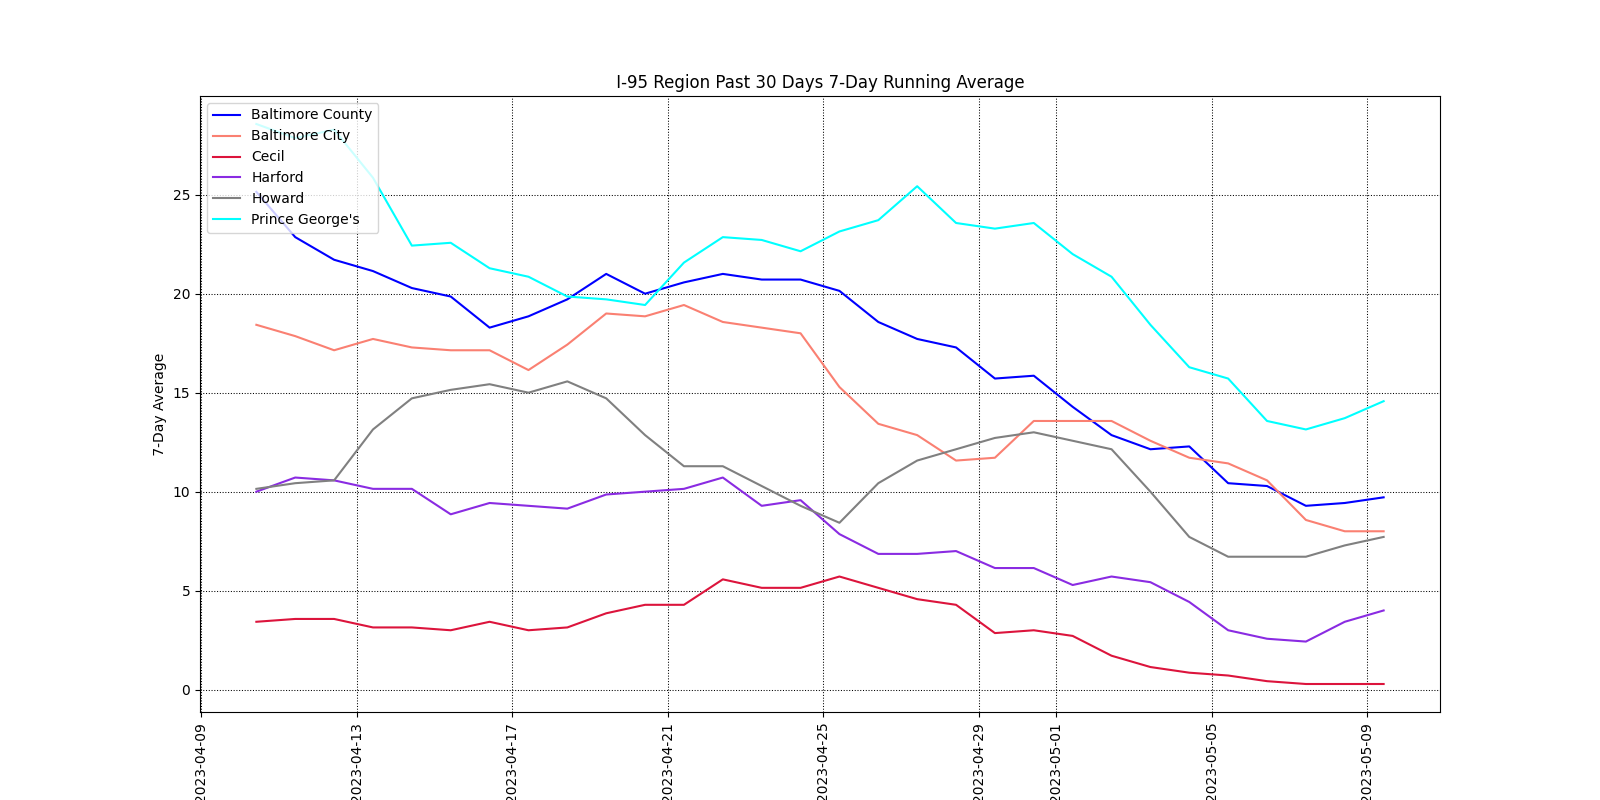 I-95 Region Past 30 Days 7-Day Running Average
Baltimore County
Baltimore City
Cecil
Harford
Howard
Prince George's
7-Day Average
25
20
15
10
5
0
2023-04-09
2023-04-13
2023-04-17
2023-04-21
2023-04-25
2023-04-29
2023-05-01
2023-05-05
2023-05-09